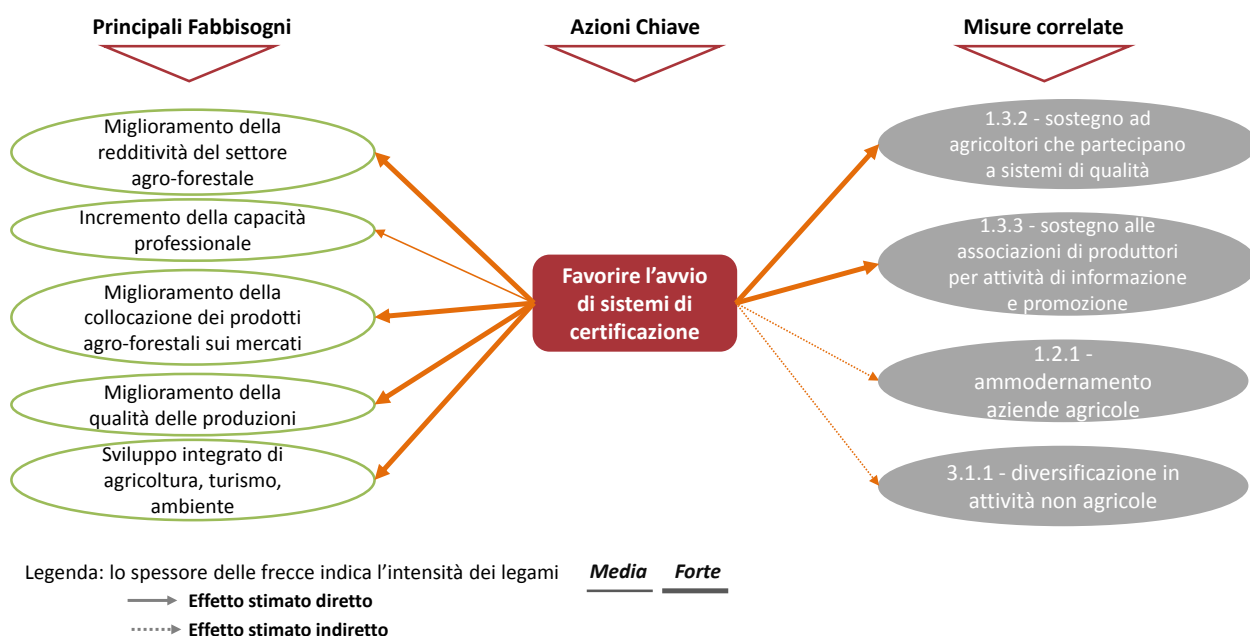 Principali Fabbisogni
Azioni Chiave
Misure correlate
Miglioramento della
redditività del settore
agro-forestale
Incremento della capacità
professionale
Miglioramento della
collocazione dei prodotti
agro-forestali sui mercati
Miglioramento della
qualità delle produzioni
Sviluppo integrato di
agricoltura, turismo,
ambiente
Favorire l’avvio
di sistemi di
certificazione
1.3.2 - sostegno ad
agricoltori che partecipano
a sistemi di qualità
1.3.3 - sostegno alle
associazioni di produttori
per attività di informazione
e promozione
1.2.1 -
ammodernamento
aziende agricole
3.1.1 - diversificazione in
attività non agricole
Legenda: lo spessore delle frecce indica l’intensità dei legami Media Forte
Effetto stimato diretto
Effetto stimato indiretto